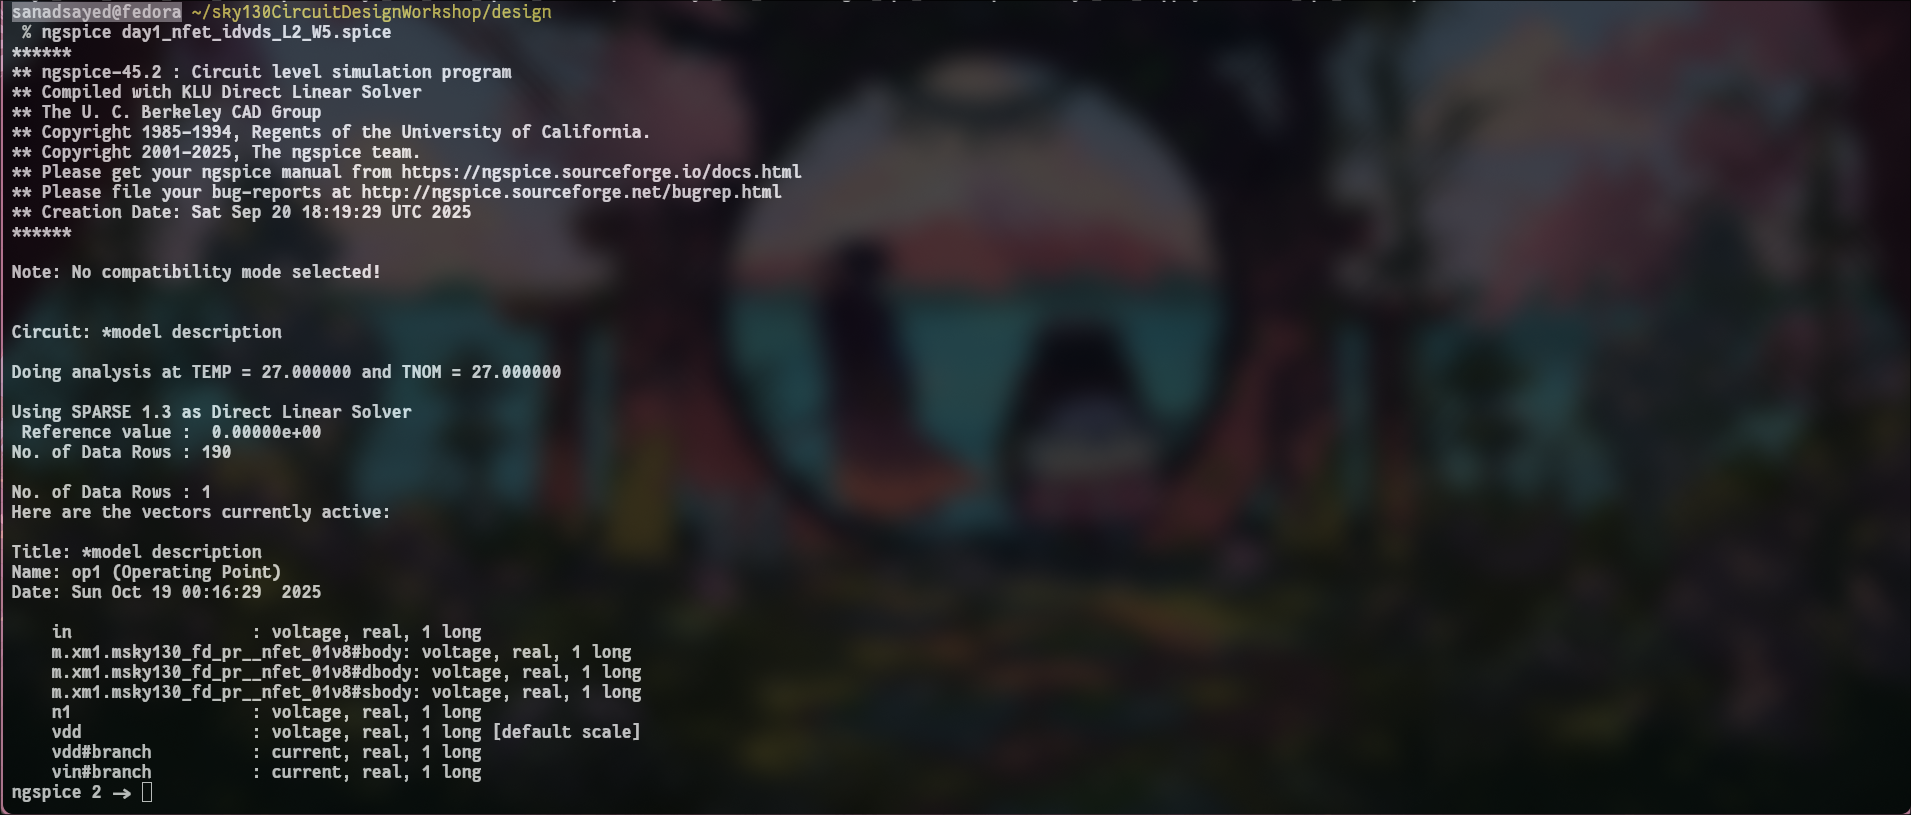 sanadsayed@fedora ~/sky130CircuitDesignWorkshop/design
% ngspice day1_nfet_idvds_L2_W5.spice
******
** ngspice-45.2 : Circuit level simulation program
** Compiled with KLU Direct Linear Solver
** The U. C. Berkeley CAD Group
** Copyright 1985-1994, Regents of the University of California.
** Copyright 2001-2025, The ngspice team.
** Please get your ngspice manual from https://ngspice.sourceforge.io/docs.html
** Please file your bug-reports at http://ngspice.sourceforge.net/bugrep.html
** Creation Date: Sat Sep 20 18:19:29 UTC 2025
******
Note: No compatibility mode selected!
Circuit: *model description
Doing analysis at TEMP = 27.000000 and TNOM = 27.000000
Using SPARSE 1.3 as Direct Linear Solver
Reference value :  0.00000e+00
No. of Data Rows : 190
No. of Data Rows : 1
Here are the vectors currently active:
Title: *model description
Name: op1 (Operating Point)
Date: Sun Oct 19 00:16:29  2025
in                  : voltage, real, 1 long
m.xm1.msky130_fd_pr__nfet_01v8#body: voltage, real, 1 long
m.xm1.msky130_fd_pr__nfet_01v8#dbody: voltage, real, 1 long
m.xm1.msky130_fd_pr__nfet_01v8#sbody: voltage, real, 1 long
n1                  : voltage, real, 1 long
vdd                 : voltage, real, 1 long [default scale]
vdd#branch          : current, real, 1 long
vin#branch          : current, real, 1 long
ngspice 2 ->